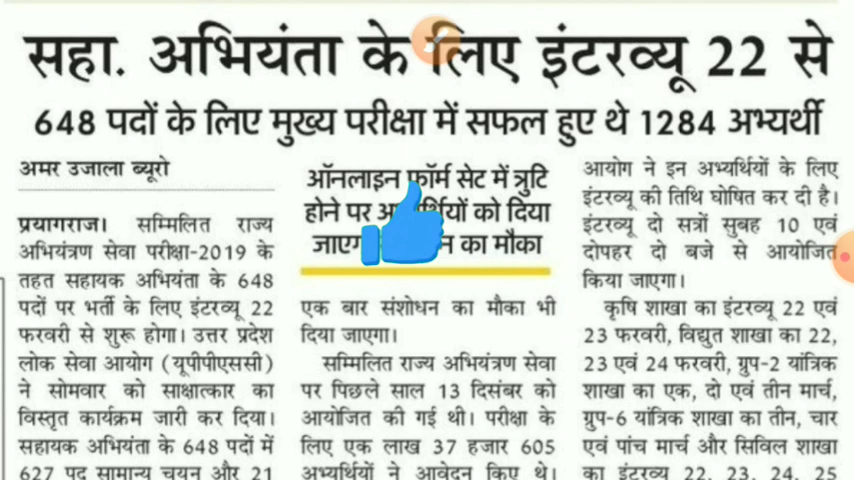 सहा. अभियंता के लिए इंटरव्यू 22 से
648 पदों के लिए मुख्य परीक्षा में सफल हुए थे 1284 अभ्यर्थी
अमर उजाला ब्यूरो
प्रयागराज। सम्मिलित राज्य
अभियंत्रण सेवा परीक्षा-2019 के
तहत सहायक अभियंता के 648
पदों पर भर्ती के लिए इंटरव्यू 22
फरवरी से शुरू होगा। उत्तर प्रदेश
लोक सेवा आयोग (यूपीपीएससी)
ने सोमवार को साक्षात्कार का
विस्तृत कार्यक्रम जारी कर दिया।
सहायक अभियंता के 648 पदों में
627 पद सामान्य चयन और 21
ऑनलाइन फ़ॉर्म सेट में त्रुटि
होने पर को दिया
का मौका
एक बार संशोधन का मौका भी
दिया जाएगा।
सम्मिलित राज्य अभियंत्रण सेवा
पर पिछले साल 13 दिसंबर को
आयोजित की गई थी। परीक्षा के
लिए एक लाख 37 हजार 605
अभ्यर्थियों ने आवेदन किए थे।
आयोग ने इन अभ्यर्थियों के लिए
इंटरव्यू की तिथि घोषित कर दी है।
इंटरव्यू दो सत्रों सुबह 10 एवं
दोपहर दो बजे से आयोजित
किया जाएगा।
कृषि शाखा का इंटरव्यू 22 एवं
23 फरवरी, विद्युत शाखा का 22,
23 एवं 24 फरवरी, ग्रुप-2 यांत्रिक
शाखा का एक, दो एवं तीन मार्च,
ग्रुप-6 यांत्रिक शाखा का तीन, चार
एवं पांच मार्च और सिविल शाखा
का इंटरव्यू 22, 23, 24, 25